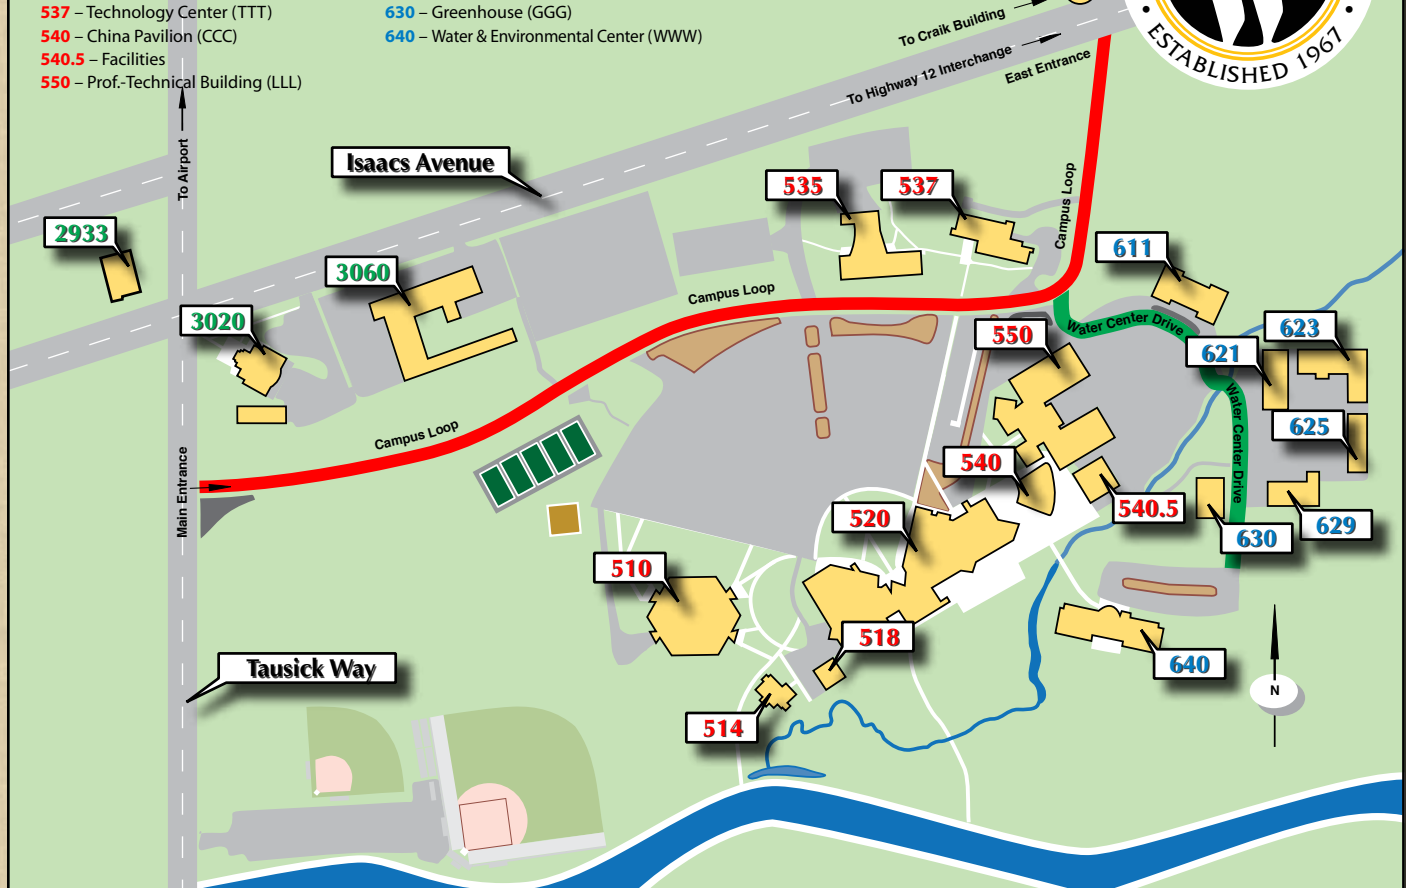 537 – Technology Center (TTT)
540 – China Pavilion (CCC)
540.5 – Facilities
550 – Prof.-Technical Building (LLL)
630 – Greenhouse (GGG)
640 – Water & Environmental Center (WWW)
To Craik Building
To Highway 12 Interchange
East Entrance
ESTABLISHED 1967
To Airport
Isaacs Avenue
535
537
Campus Loop
2933
611
3060
Campus Loop
3020
Water Center Drive
550
623
621
Campus Loop
Water Center Drive
625
540
Main Entrance
520
540.5
630
629
510
518
640
Tausick Way
514
N